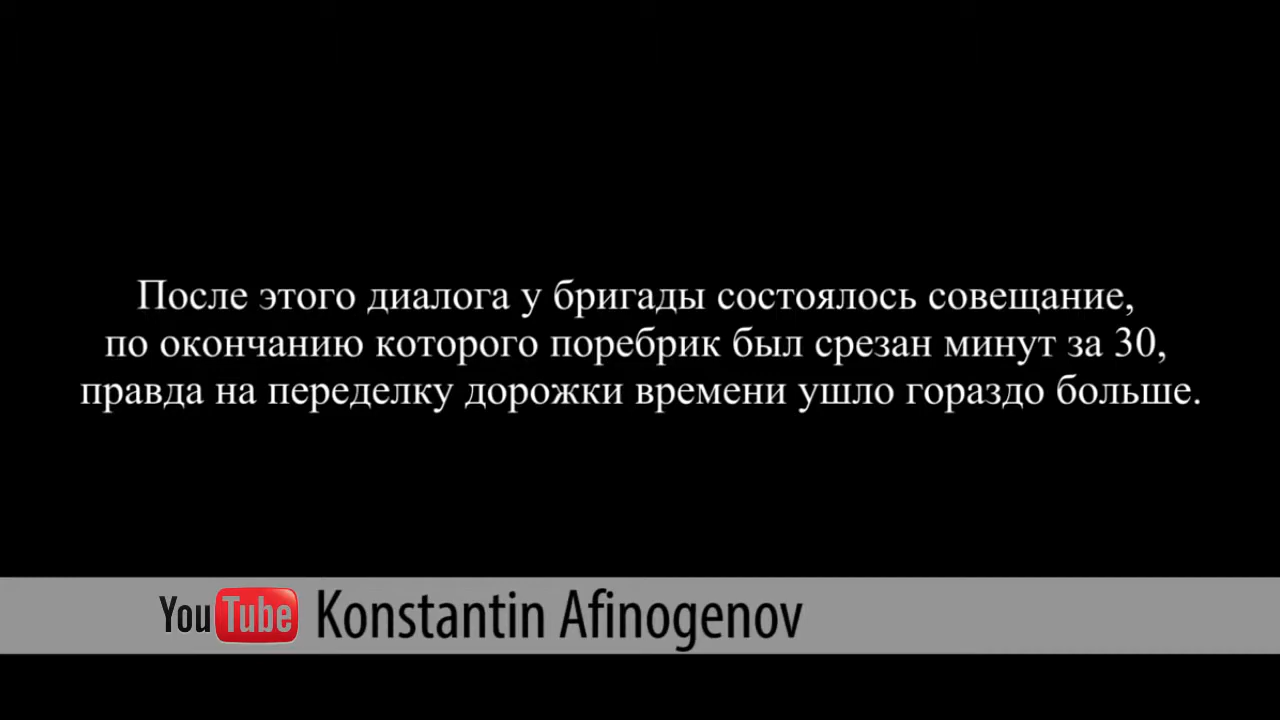 После этого диалога у бригады состоялось совещание,
по окончанию которого поребрик был срезан минут за 30,
правда на переделку дорожки времени ушло гораздо больше.
YouTube Konstantin Afinogenov